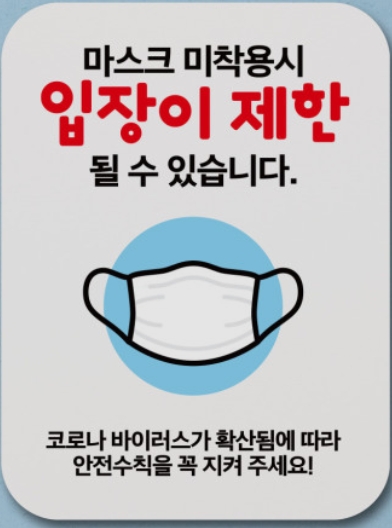 마스크 미착용시
입장이 제한
될 수 있습니다.
코로나 바이러스가 확산됨에 따라
안전수칙을 꼭 지켜 주세요!